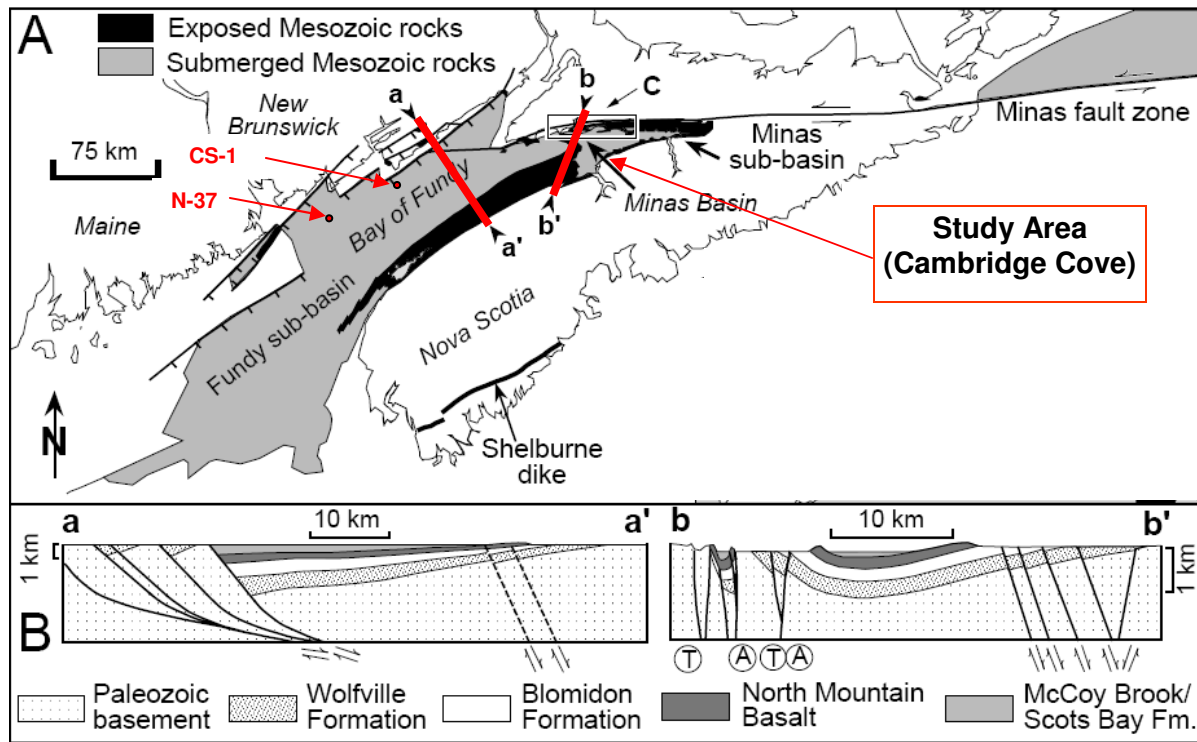 A
Exposed Mesozoic rocks
Submerged Mesozoic rocks
New
Brunswick
a
b
C
Minas fault zone
75 km
CS-1
Minas
sub-basin
N-37
Bay of Fundy
Minas Basin
Maine
a'
b'
Study Area
(Cambridge Cove)
Fundy sub-basin
Nova Scotia
N
Shelburne
dike
a
10 km
a'
b
10 km
b'
1 km
1 km
B
T
A
T
A
Paleozoic
basement
Wolfville
Formation
Blomidon
Formation
North Mountain
Basalt
McCoy Brook/
Scots Bay Fm.